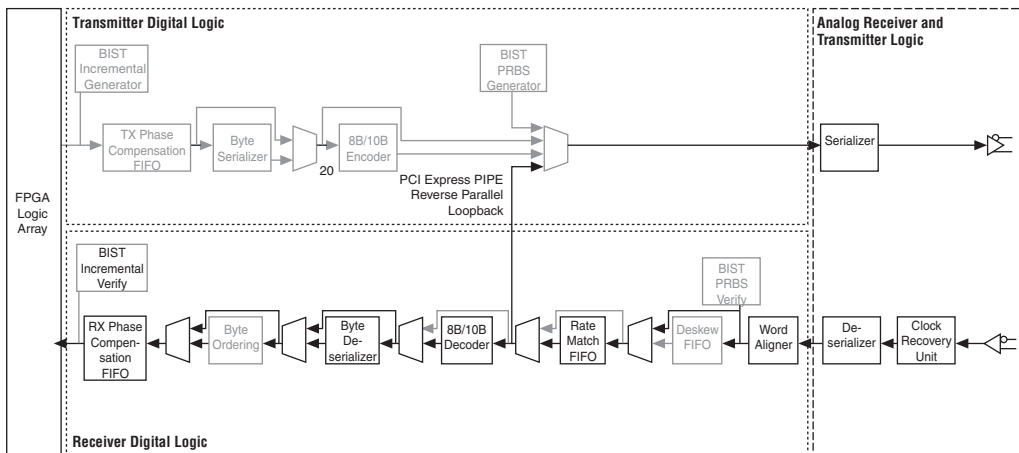 Transmitter Digital Logic
Analog Receiver and
Transmitter Logic
BIST
Incremental
Generator
BIST
PRBS
Generator
TX Phase
Compensation
FIFO
Byte
Serializer
20
8B/10B
Encoder
Serializer
PCI Express PIPE
Reverse Parallel
Loopback
FPGA
Logic
Array
BIST
Incremental
Verify
BIST
PRBS
Verify
RX Phase
Compen-
sation
FIFO
Byte
Ordering
Byte
De-
serializer
8B/10B
Decoder
Rate
Match
FIFO
Deskew
FIFO
Word
Aligner
De-
serializer
Clock
Recovery
Unit
Receiver Digital Logic